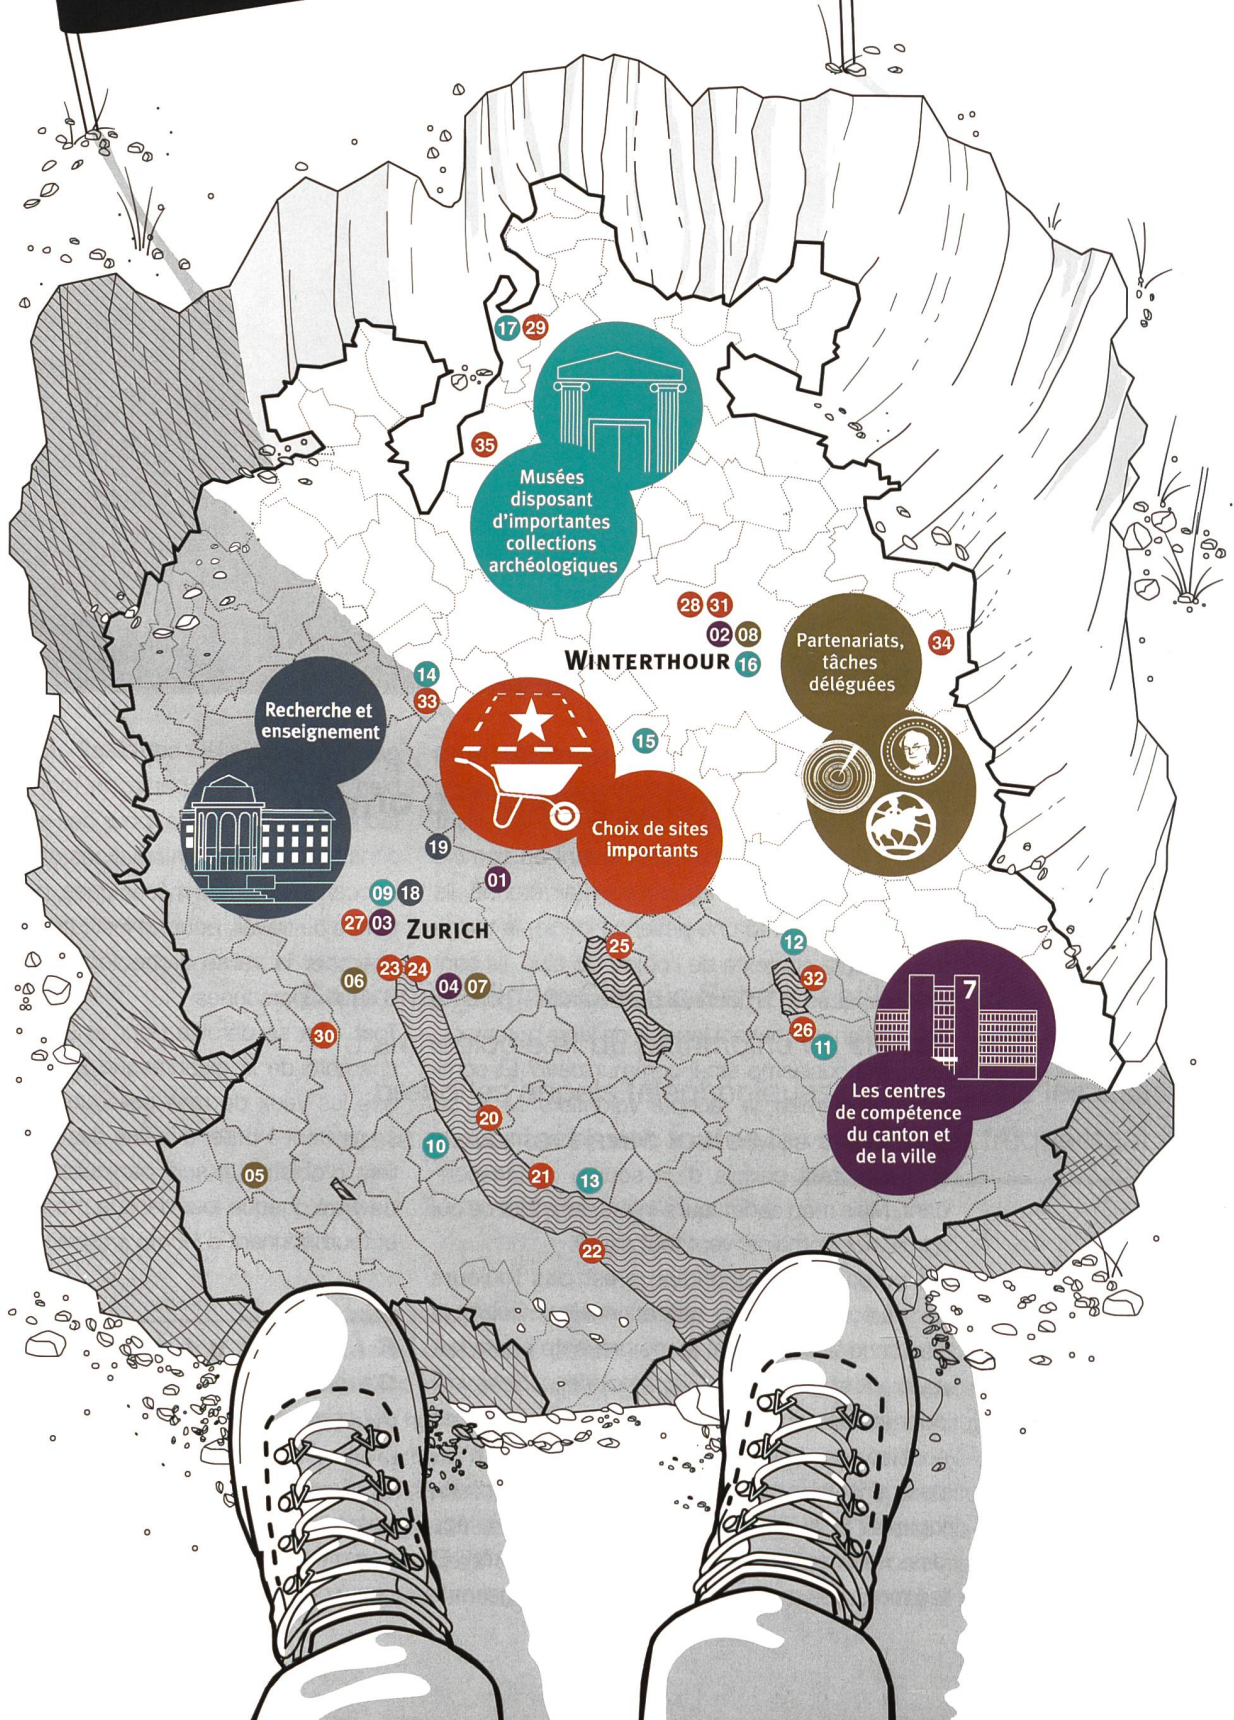 17 29
35
Musées
disposant
d'importantes
collections
archéologiques
28 31
02 08
WINTERTHOUR 16
Partenariats,
tâches
déléguées
34
14
33
Recherche et
enseignement
15
Choix de sites
importants
19
01
09 18
27 03 ZURICH
25
12
23 24
06
04 07
32
7
30
26
11
Les centres
de compétence
du canton et
de la ville
20
10
05
21
13
22